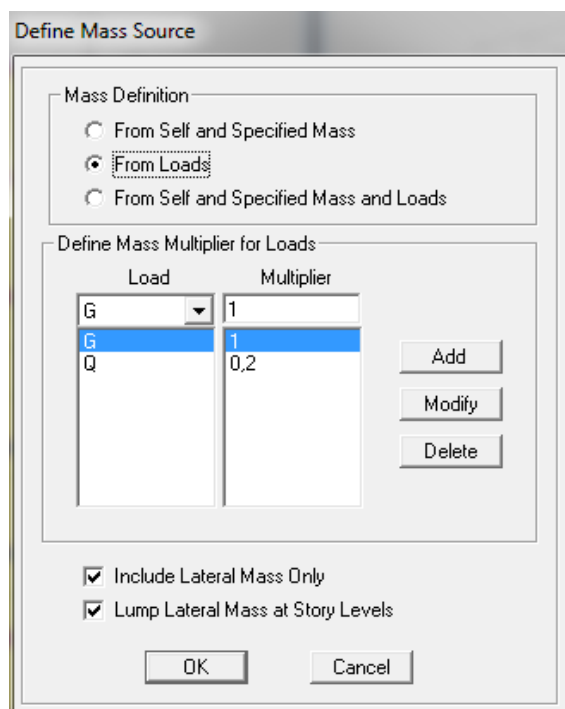 Define Mass Source
Mass Definition
From Self and Specified Mass
From Loads
From Self and Specified Mass and Loads
Define Mass Multiplier for Loads
Load Multiplier
G 1
G 1
Q 0,2
Add
Modify
Delete
Include Lateral Mass Only
Lump Lateral Mass at Story Levels
OK Cancel